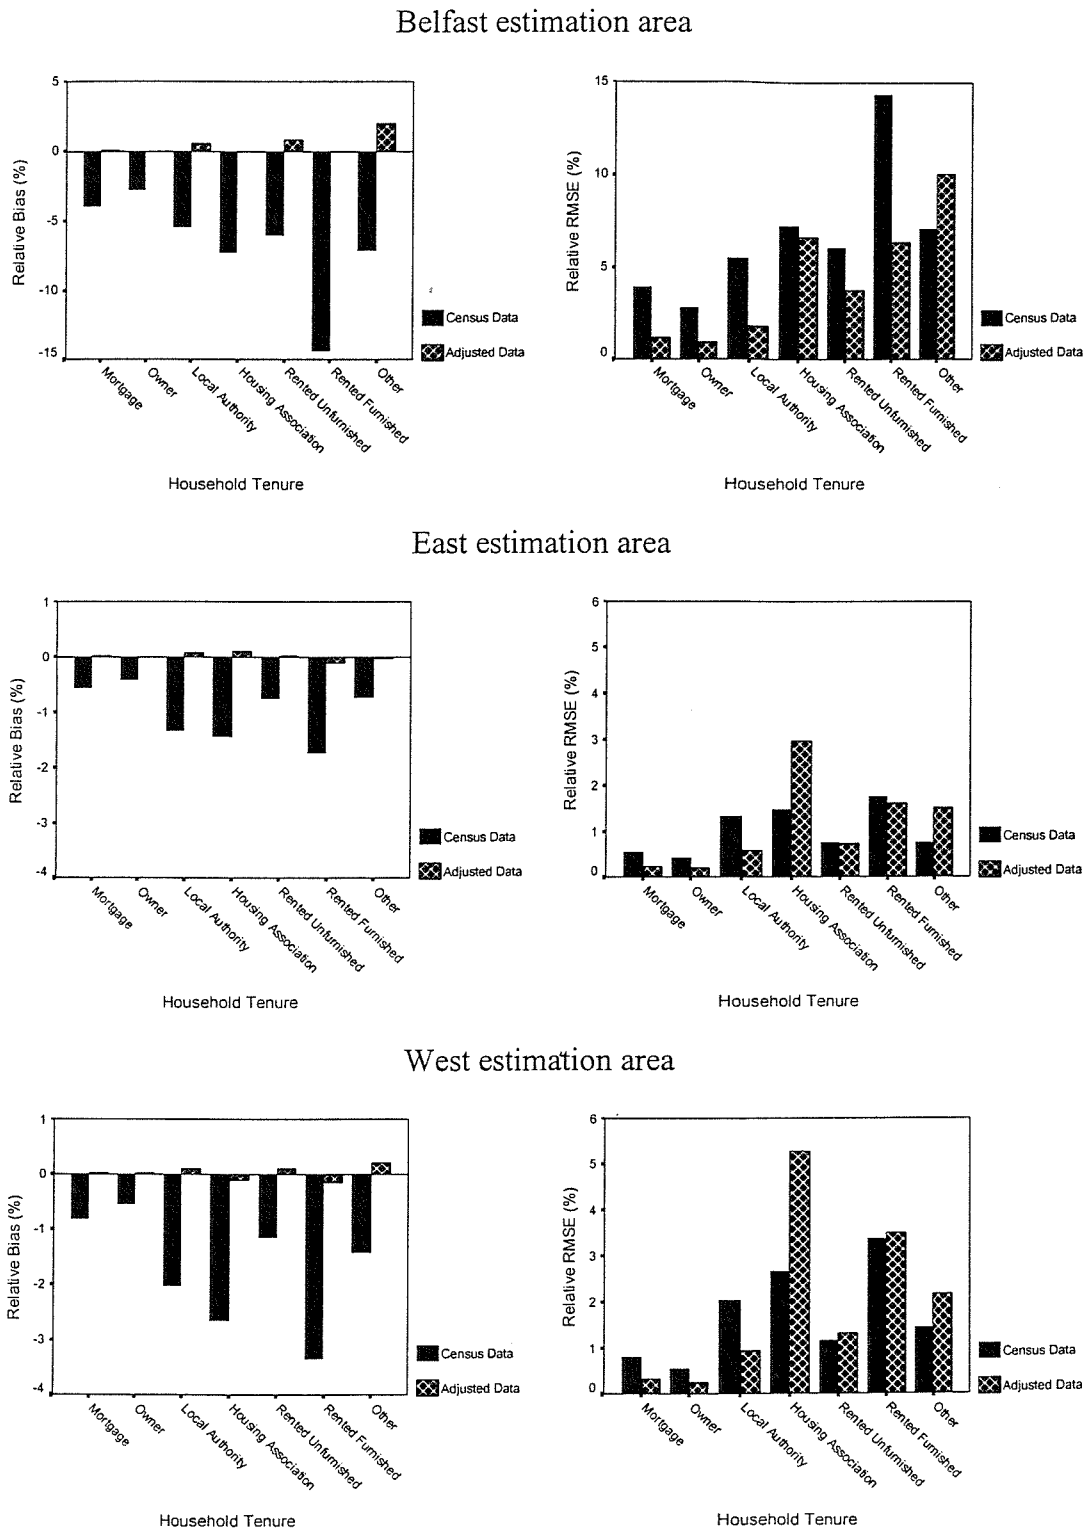 Belfast estimation area
5
0
-5
-10
-15
Relative Bias (%)
Mortgage
Owner
Local Authority
Housing Association
Rented Unfurnished
Rented Furnished
Other
Household Tenure
Census Data
Adjusted Data
15
10
5
0
Relative RMSE (%)
Mortgage
Owner
Local Authority
Housing Association
Rented Unfurnished
Rented Furnished
Other
Household Tenure
Census Data
Adjusted Data
East estimation area
1
0
-1
-2
-3
-4
Relative Bias (%)
Mortgage
Owner
Local Authority
Housing Association
Rented Unfurnished
Rented Furnished
Other
Household Tenure
Census Data
Adjusted Data
6
5
4
3
2
1
0
Relative RMSE (%)
Mortgage
Owner
Local Authority
Housing Association
Rented Unfurnished
Rented Furnished
Other
Household Tenure
Census Data
Adjusted Data
West estimation area
1
0
-1
-2
-3
-4
Relative Bias (%)
Mortgage
Owner
Local Authority
Housing Association
Rented Unfurnished
Rented Furnished
Other
Household Tenure
Census Data
Adjusted Data
6
5
4
3
2
1
0
Relative RMSE (%)
Mortgage
Owner
Local Authority
Housing Association
Rented Unfurnished
Rented Furnished
Other
Household Tenure
Census Data
Adjusted Data